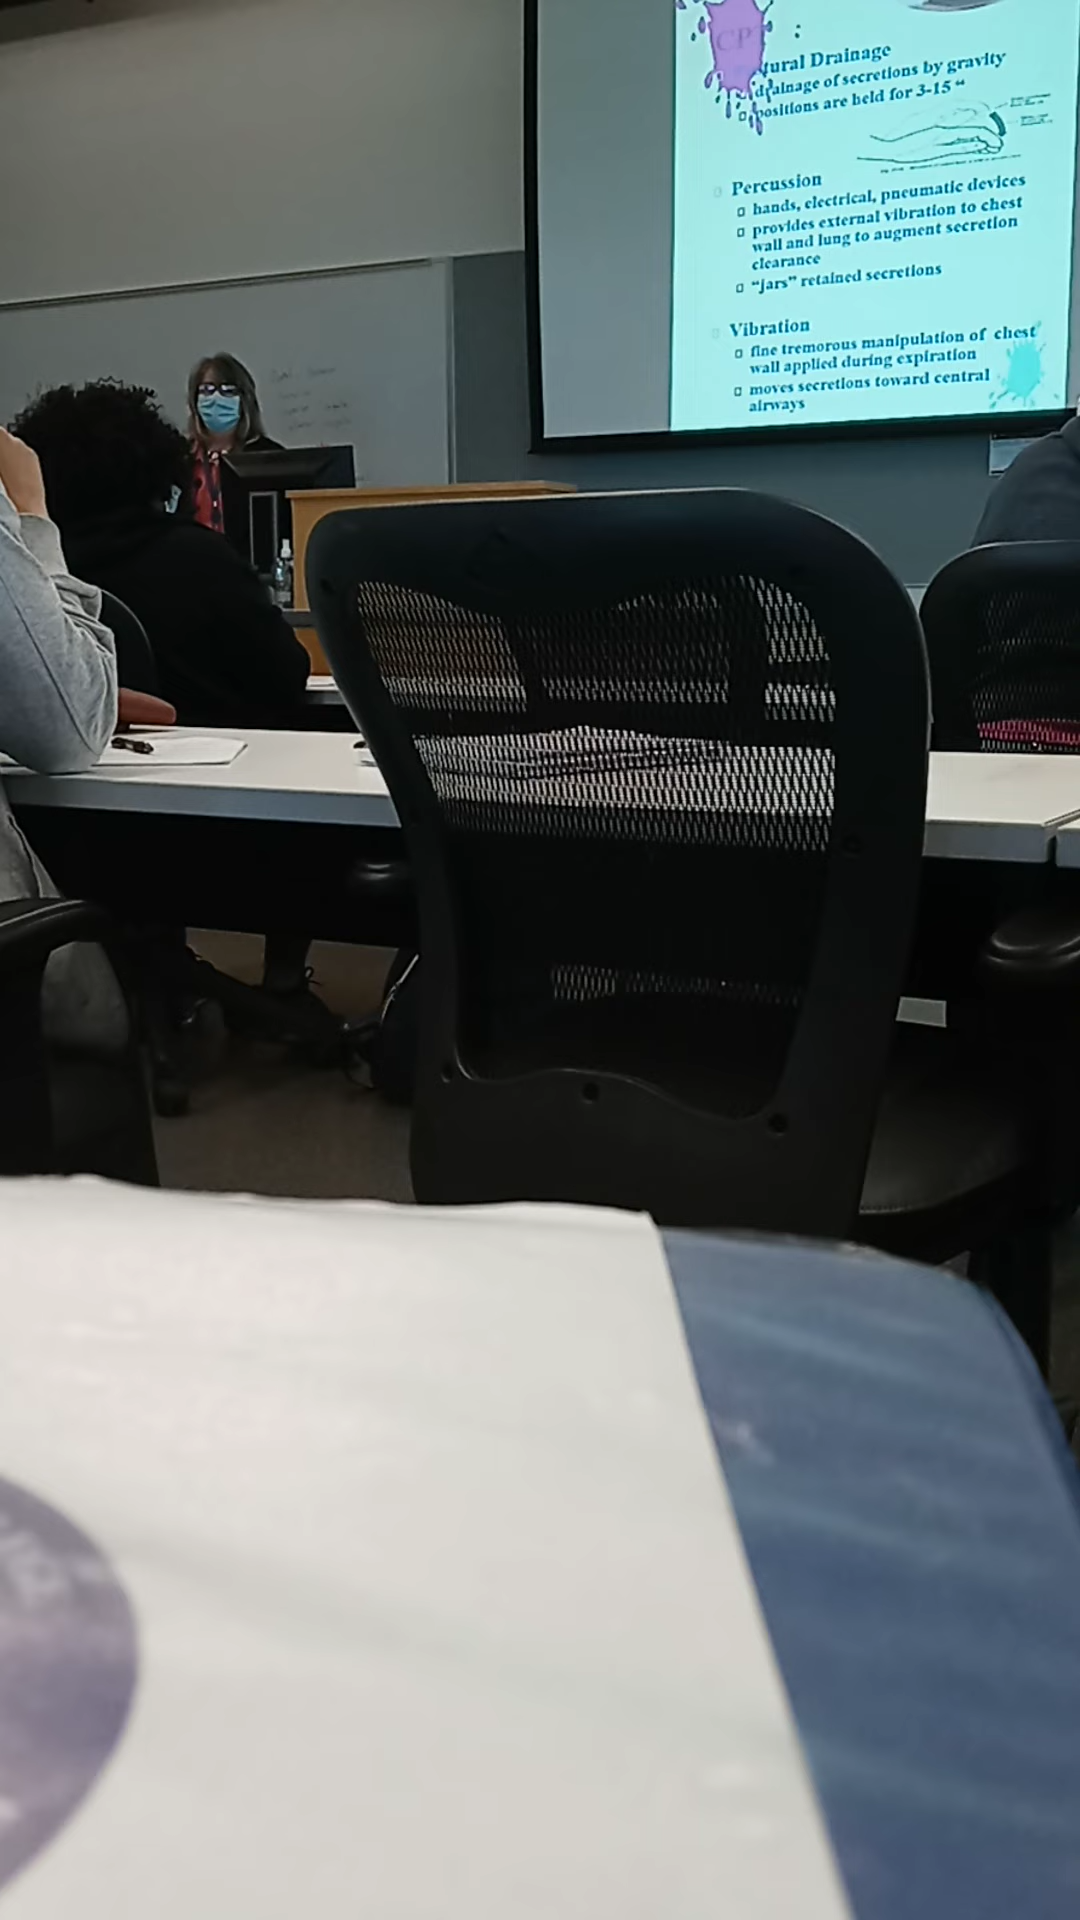 CP
:
tural Drainage
drainage of secretions by gravity
positions are held for 3-15 "
Percussion
hands, electrical, pneumatic devices
provides external vibration to chest
wall and lung to augment secretion
clearance
"jars" retained secretions
Vibration
fine tremorous manipulation of chest
wall applied during expiration
moves secretions toward central
airways